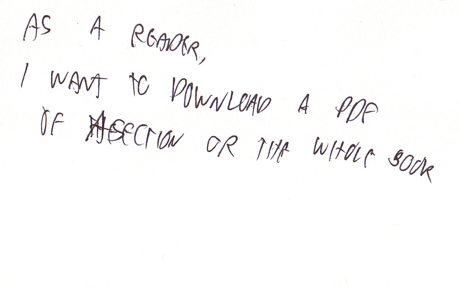 AS A READER,
I WANT TO DOWNLOAD A PDF
OF A SECTION OR THE WHOLE BOOK